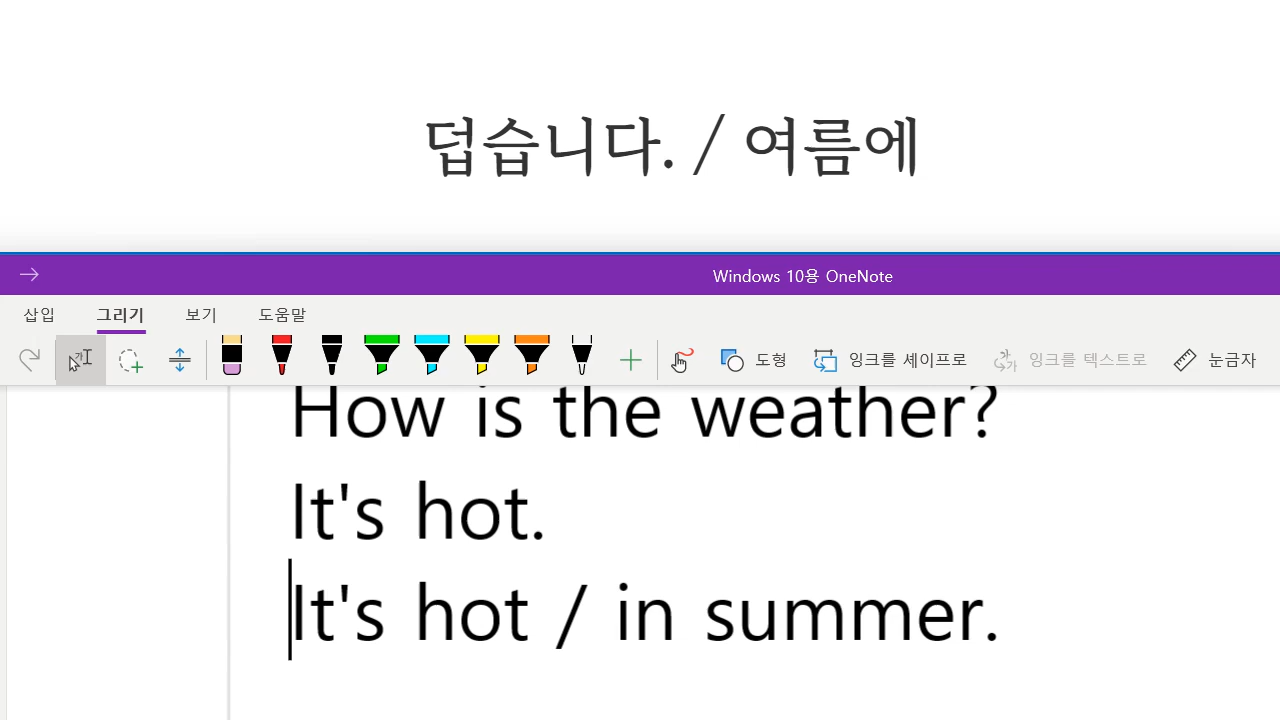 덥습니다. / 여름에
Windows 10용 OneNote
삽입 그리기 보기 도움말
가 도형 잉크를 셰이프로 가 잉크를 텍스트로 눈금자
How is the weather?
It's hot.
It's hot / in summer.